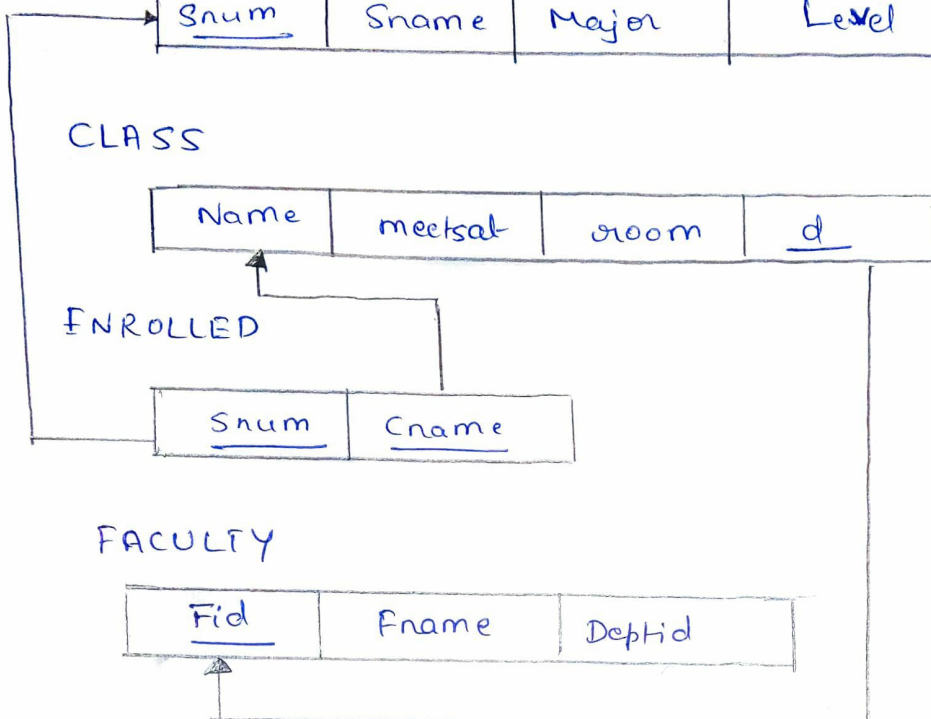 Snum Sname Major Level
CLASS
Name meetsat room d
ENROLLED
Snum Cname
FACULTY
Fid Fname Deptid